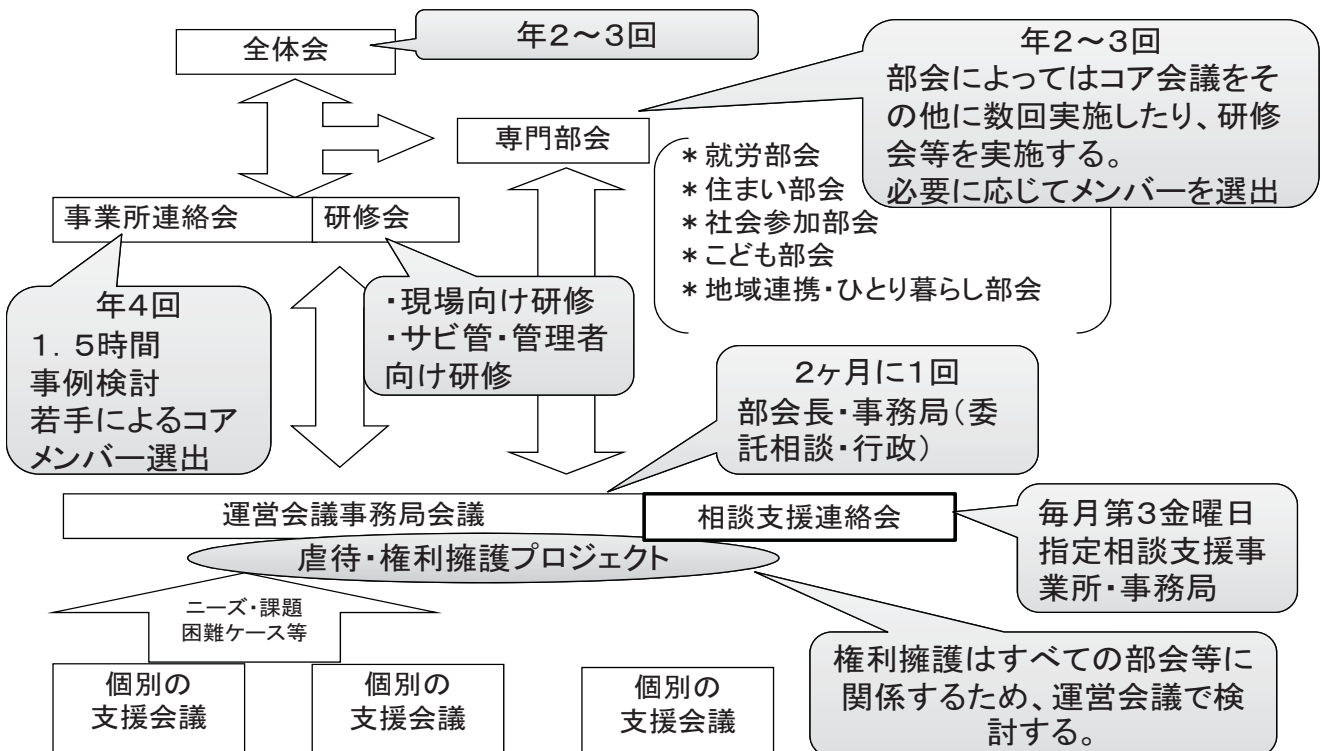 全体会
年2～3回
年2～3回
部会によってはコア会議をそ
の他に数回実施したり、研修
会等を実施する。
必要に応じてメンバーを選出
専門部会
＊就労部会
＊住まい部会
＊社会参加部会
＊こども部会
＊地域連携・ひとり暮らし部会
事業所連絡会
研修会
年4回
1．5時間
事例検討
若手によるコア
メンバー選出
・現場向け研修
・サビ管・管理者
向け研修
2ヶ月に1回
部会長・事務局（委
託相談・行政）
運営会議事務局会議
相談支援連絡会
毎月第3金曜日
指定相談支援事
業所・事務局
虐待・権利擁護プロジェクト
ニーズ・課題
困難ケース等
権利擁護はすべての部会等に
関係するため、運営会議で検
討する。
個別の
支援会議
個別の
支援会議
個別の
支援会議